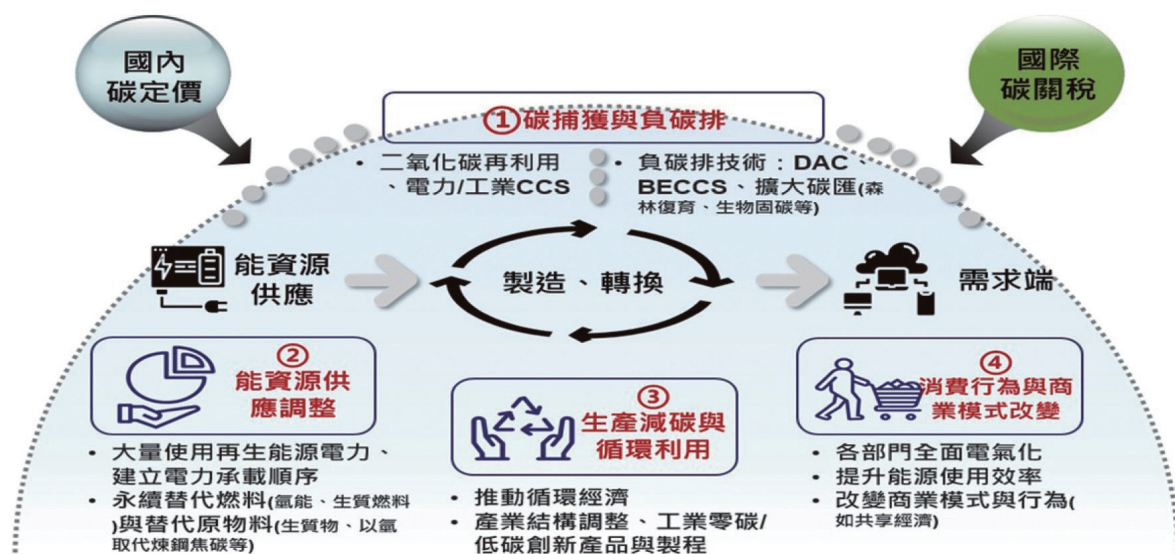 國內
碳定價
國際
碳關稅
①碳捕獲與負碳排
• 二氧化碳再利用
、電力/工業CCS
• 負碳排技術：DAC、
BECCS、擴大碳匯(森
林復育、生物固碳等)
能資源
供應
製造、轉換
需求端
②
能資源供
應調整
• 大量使用再生能源電力、
建立電力承載順序
• 永續替代燃料(氫能、生質燃料
)與替代原物料(生質物、以氫
取代煉鋼焦碳等)
③
生產減碳與
循環利用
• 推動循環經濟
• 產業結構調整、工業零碳/
低碳創新產品與製程
④
消費行為與商
業模式改變
• 各部門全面電氣化
• 提升能源使用效率
• 改變商業模式與行為(
如共享經濟)